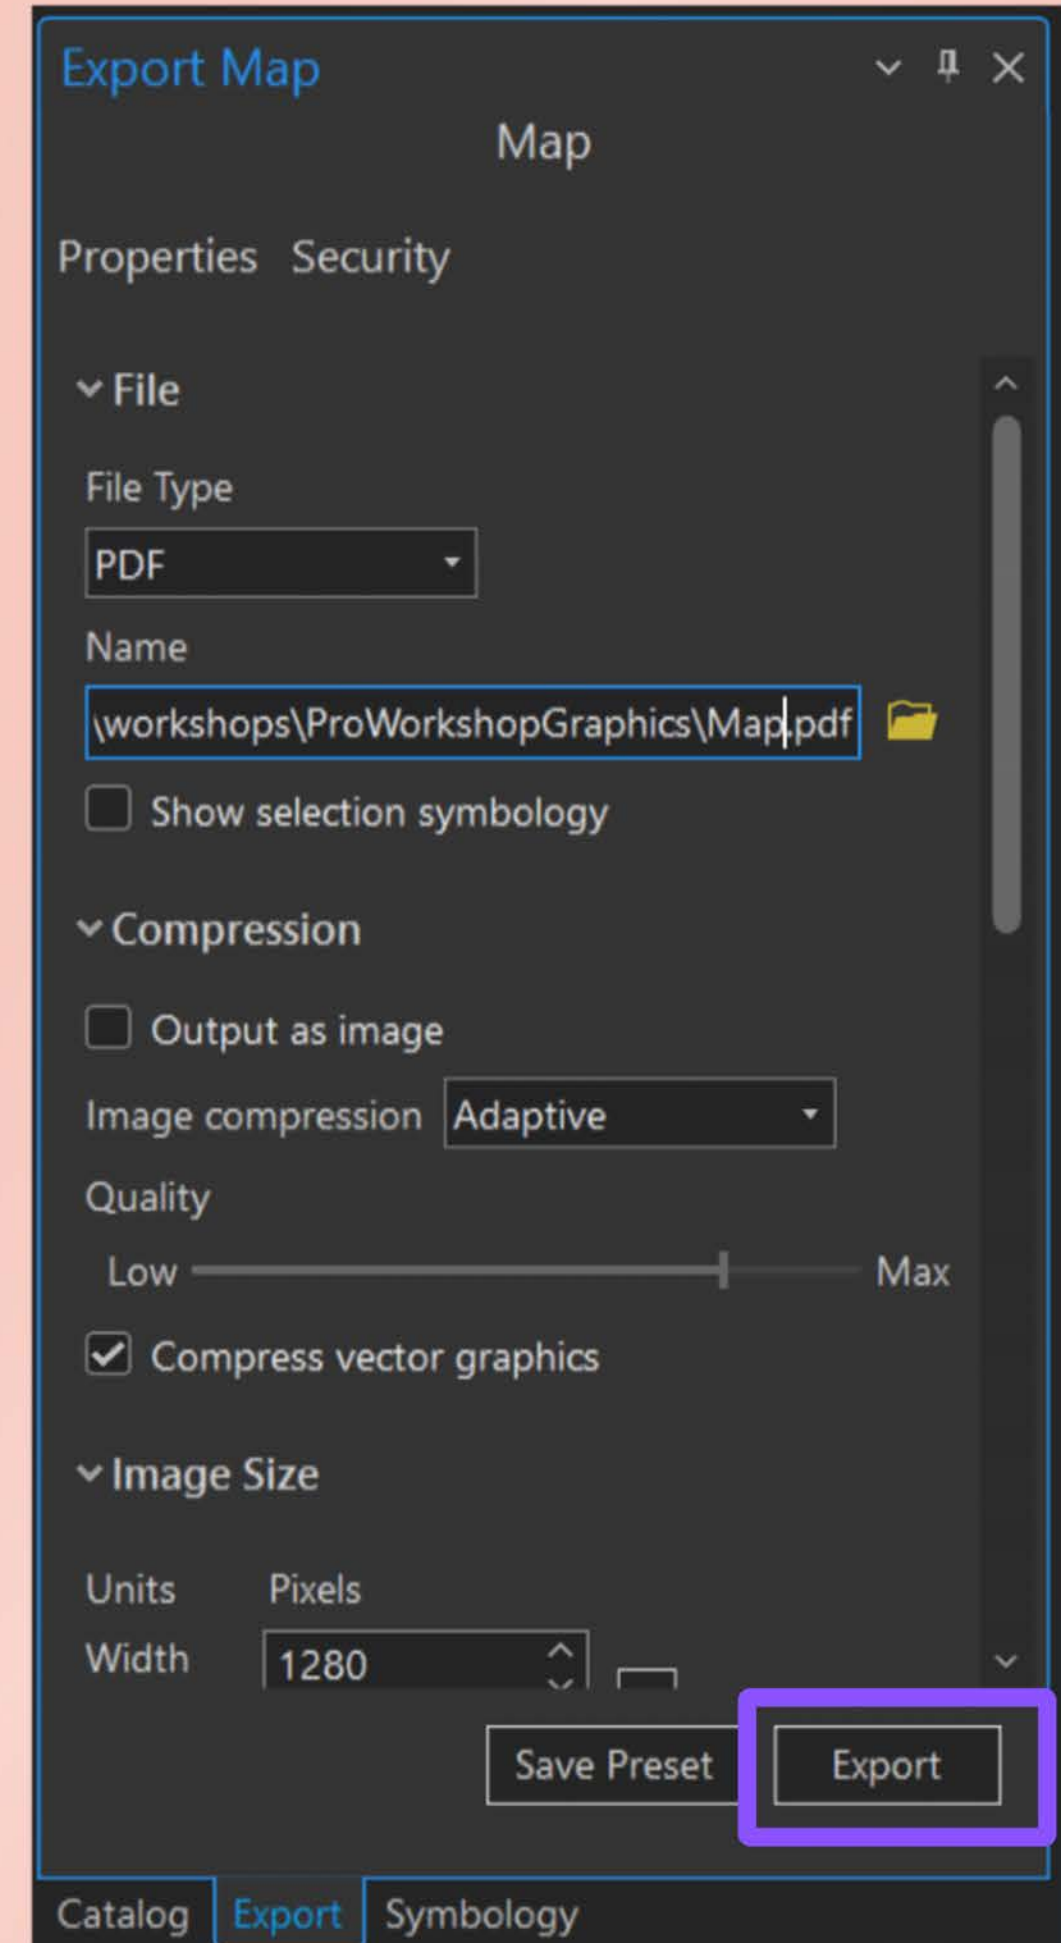 Export Map
Map
Properties Security
File
File Type
PDF
Name
\workshops\ProWorkshopGraphics\Map.pdf
Show selection symbology
Compression
Output as image
Image compression Adaptive
Quality
Low Max
Compress vector graphics
Image Size
Units Pixels
Width 1280
Save Preset Export
Catalog Export Symbology